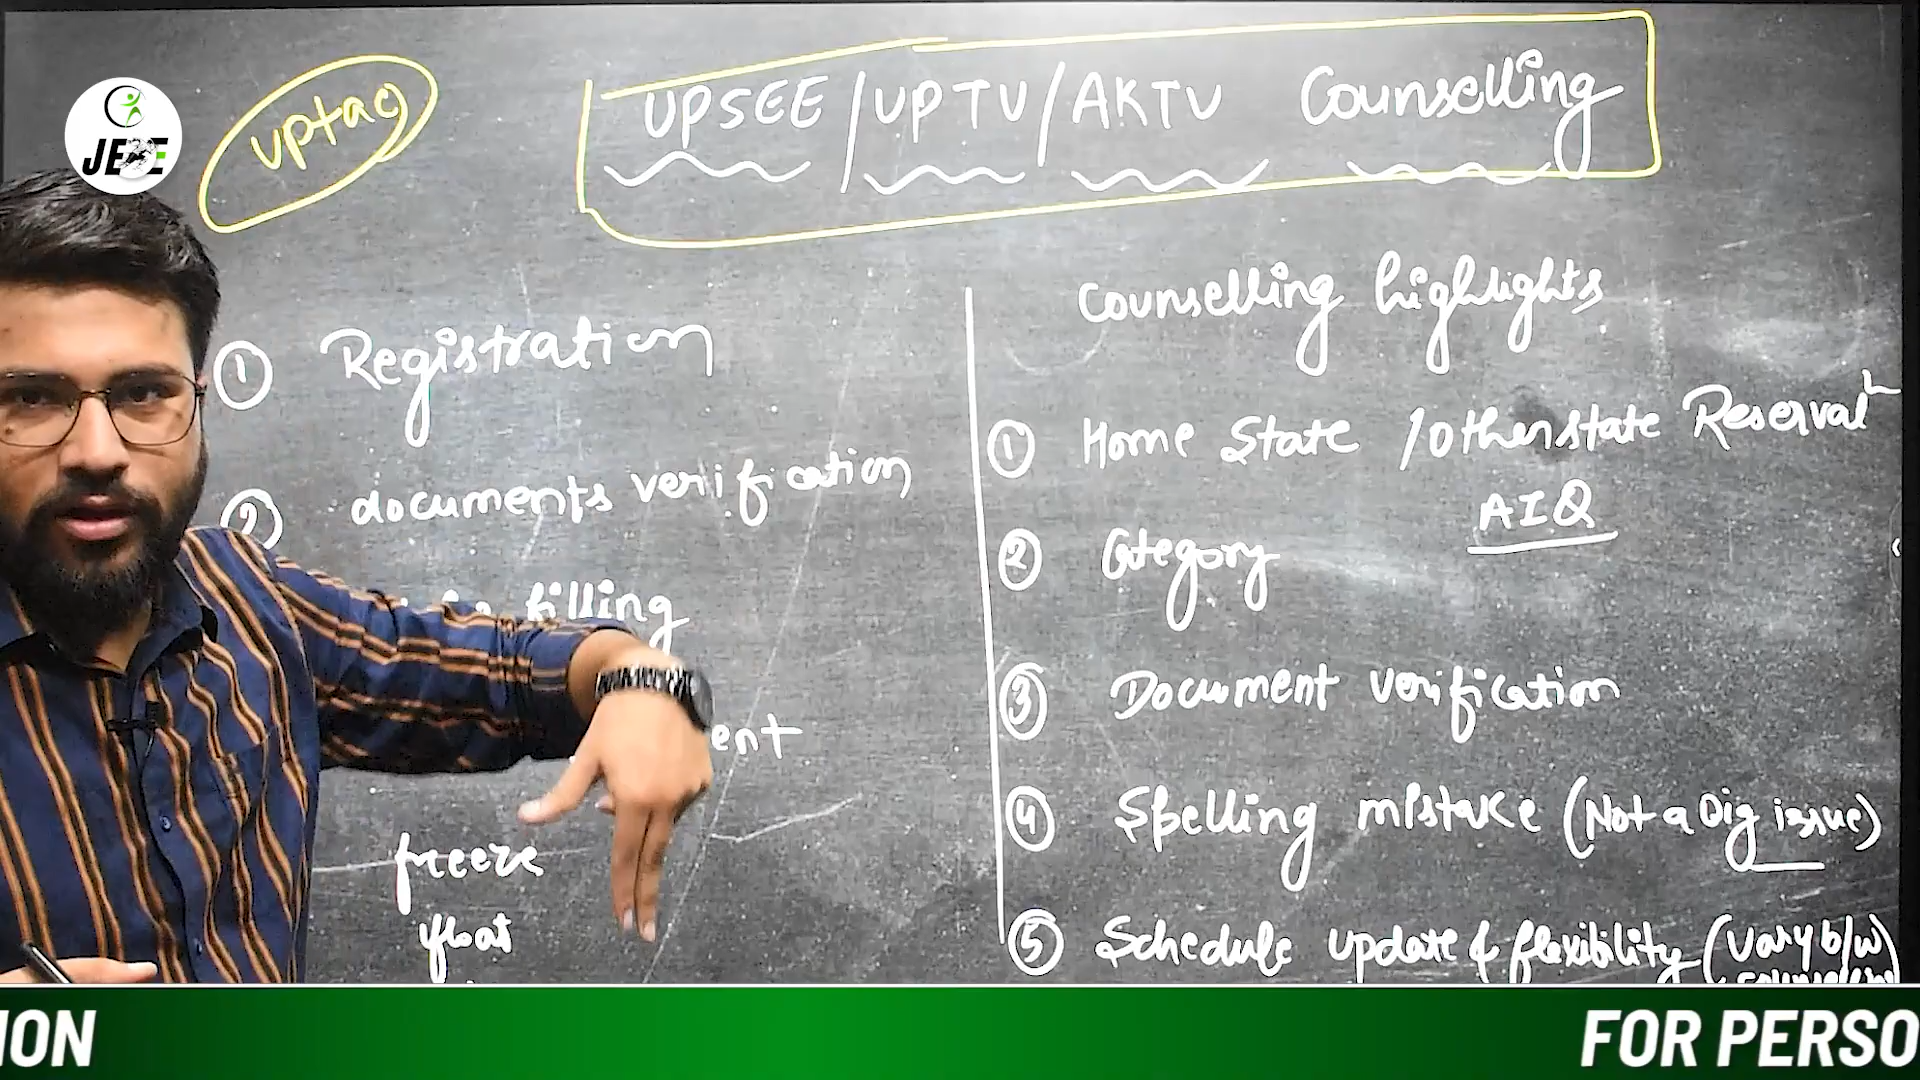 JEE
uptac
UPSEE/UPTU/AKTU Counselling
① Registration
② documents verification
filling
ent
freeze
float
Counselling highlights
① Home State /Other state Reservatn
AIQ
② Category
③ Document verification
④ Spelling mistake (Not a Big issue)
⑤ Schedule update & flexibility (vary b/w
ION
FOR PERSO